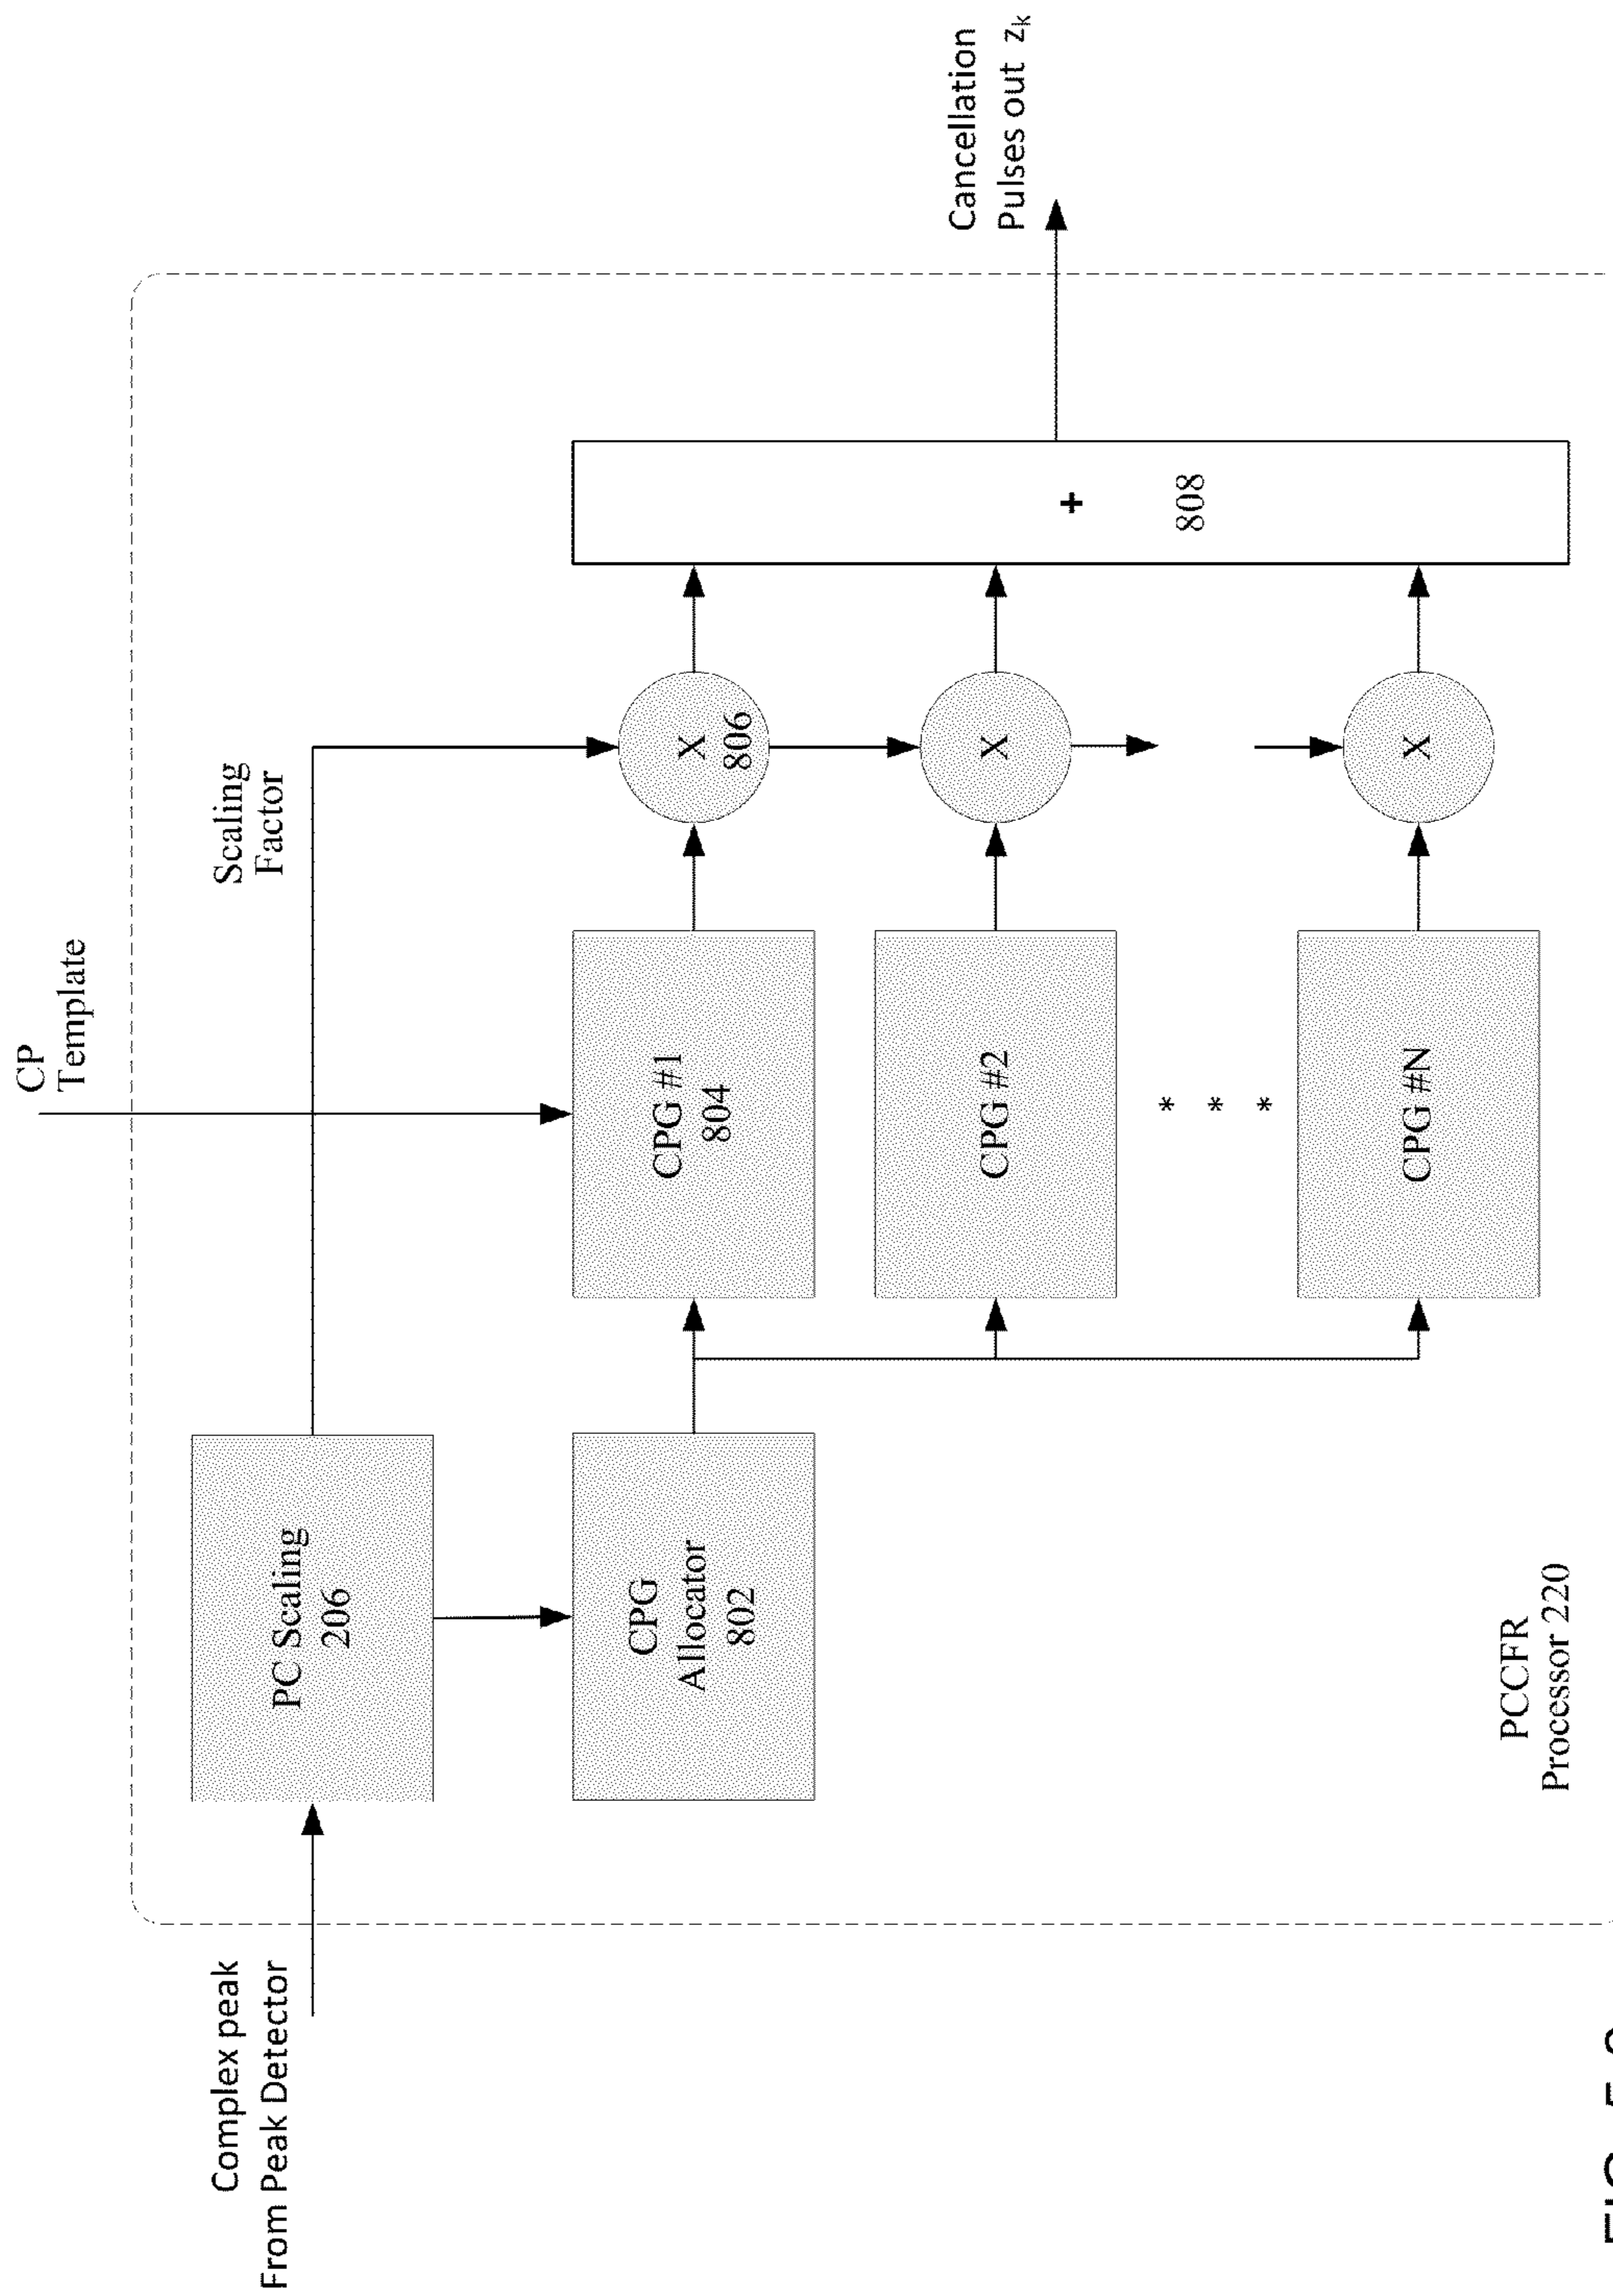 CP
Template
Complex peak
From Peak Detector
PC Scaling
206
Scaling
Factor
CPG
Allocator
802
CPG #1
804
X
806
CPG #2
X
* * *
CPG #N
X
+
808
Cancellation
Pulses out zₖ
PCCFR
Processor 220